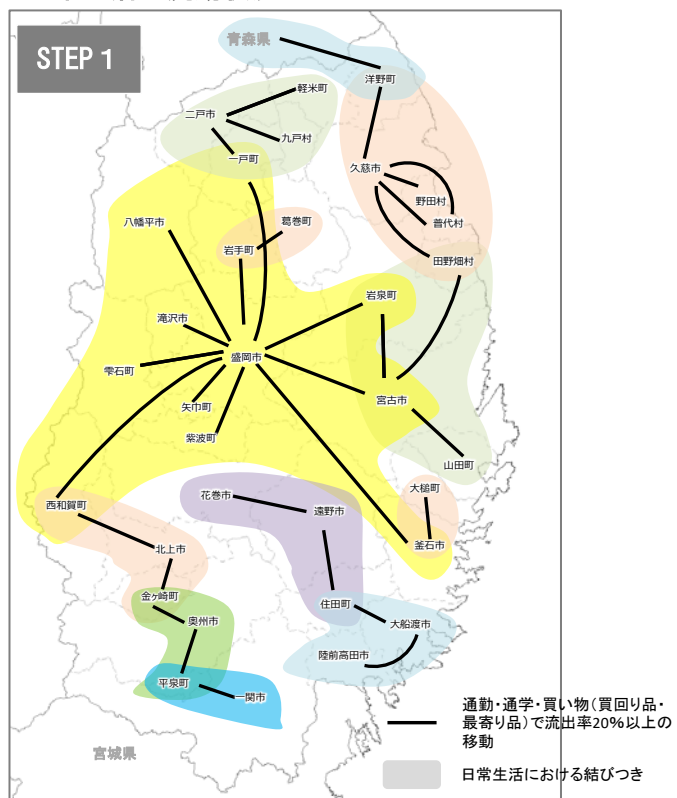 STEP 1
青森県
洋野町
軽米町
二戸市
九戸村
一戸町
久慈市
野田村
普代村
八幡平市
葛巻町
岩手町
田野畑村
岩泉町
滝沢市
盛岡市
雫石町
矢巾町
宮古市
紫波町
山田町
大槌町
花巻市
西和賀町
遠野市
釜石市
北上市
金ヶ崎町
住田町
奥州市
大船渡市
陸前高田市
平泉町
一関市
宮城県
通勤・通学・買い物(買回り品・
最寄り品)で流出率20%以上の
移動
日常生活における結びつき